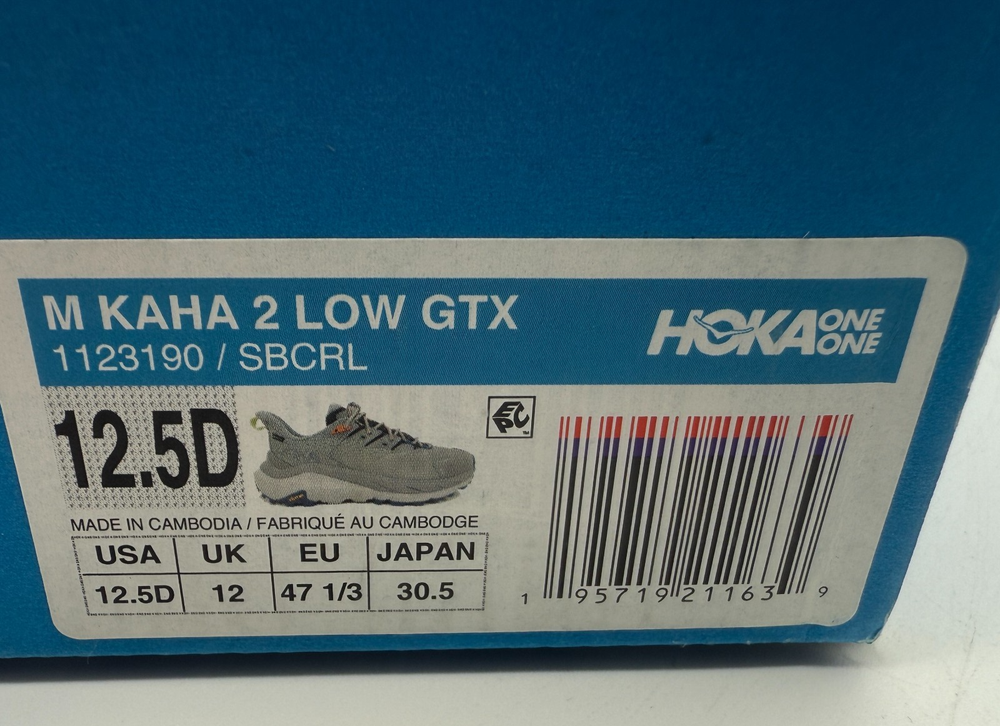 M KAHA 2 LOW GTX
1123190 / SBCRL
HOKA ONE ONE
12.5D
EPC
MADE IN CAMBODIA / FABRIQUÉ AU CAMBODGE
USA UK EU JAPAN
12.5D 12 47 1/3 30.5
1 95719 21163 9